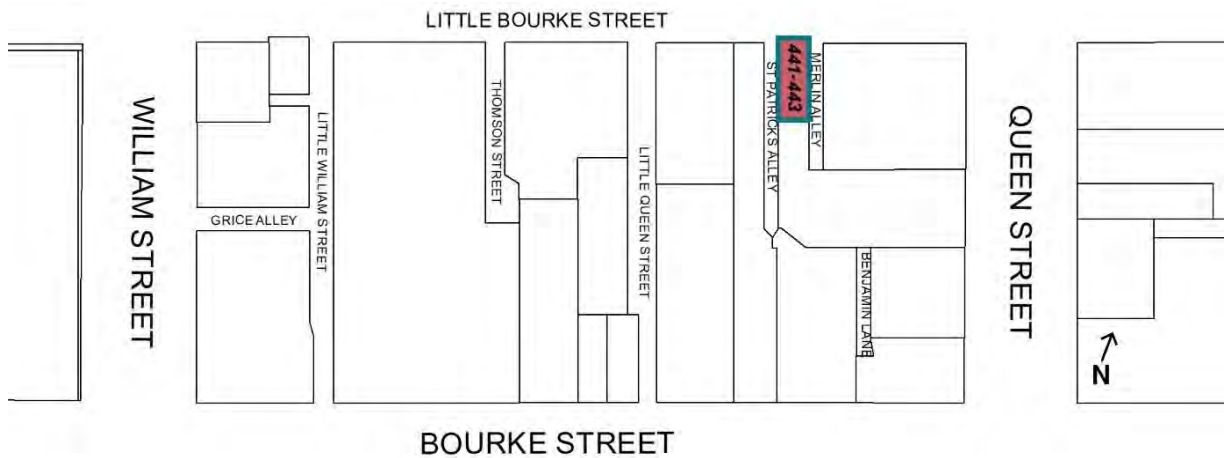 LITTLE BOURKE STREET
WILLIAM STREET
GRICE ALLEY
LITTLE WILLIAM STREET
THOMSON STREET
LITTLE QUEEN STREET
ST PATRICKS ALLEY
441-443
MERLIN ALLEY
BENJAMIN LANE
QUEEN STREET
N
BOURKE STREET